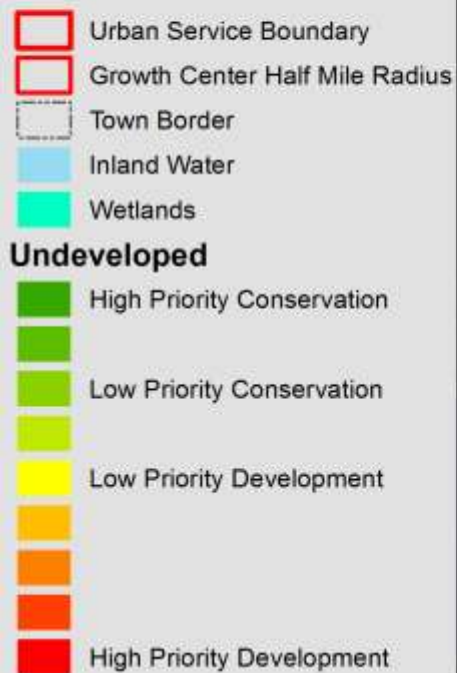 Urban Service Boundary
Growth Center Half Mile Radius
Town Border
Inland Water
Wetlands
Undeveloped
High Priority Conservation
Low Priority Conservation
Low Priority Development
High Priority Development